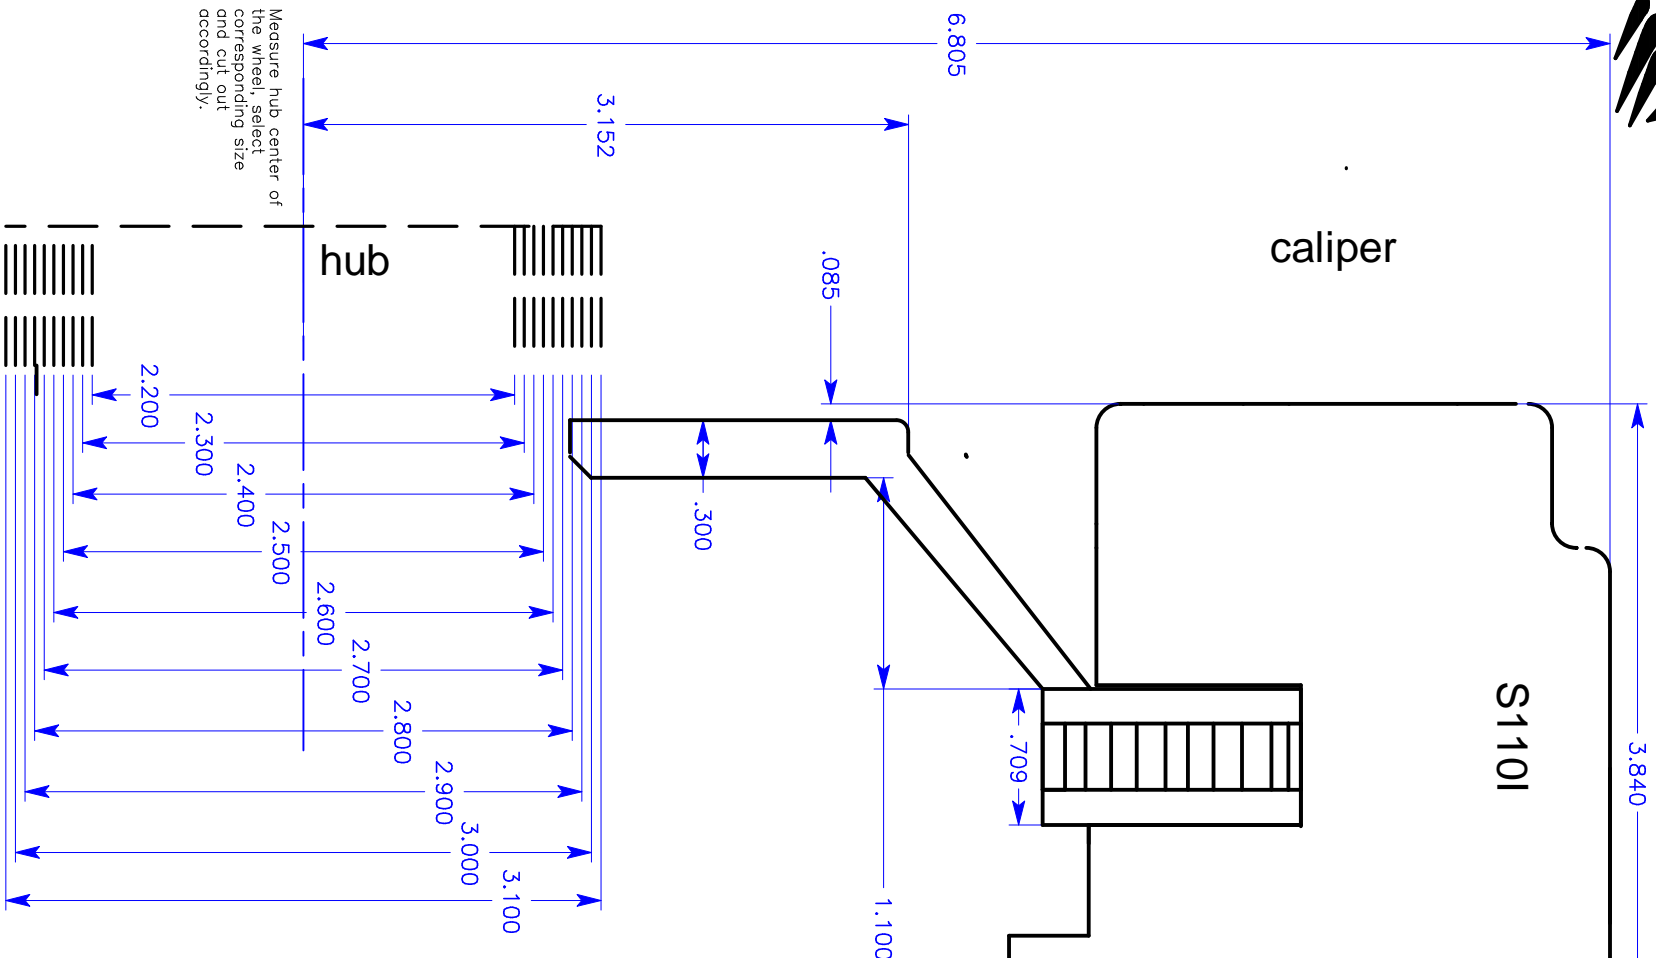 6.805
3.152
Measure hub center of
the wheel, select
corresponding size
and cut out
accordingly.
hub
caliper
.085
2.200
2.300
2.400
2.500
2.600
2.700
2.800
2.900
3.000
3.100
.300
.709
1.100
S110I
3.840